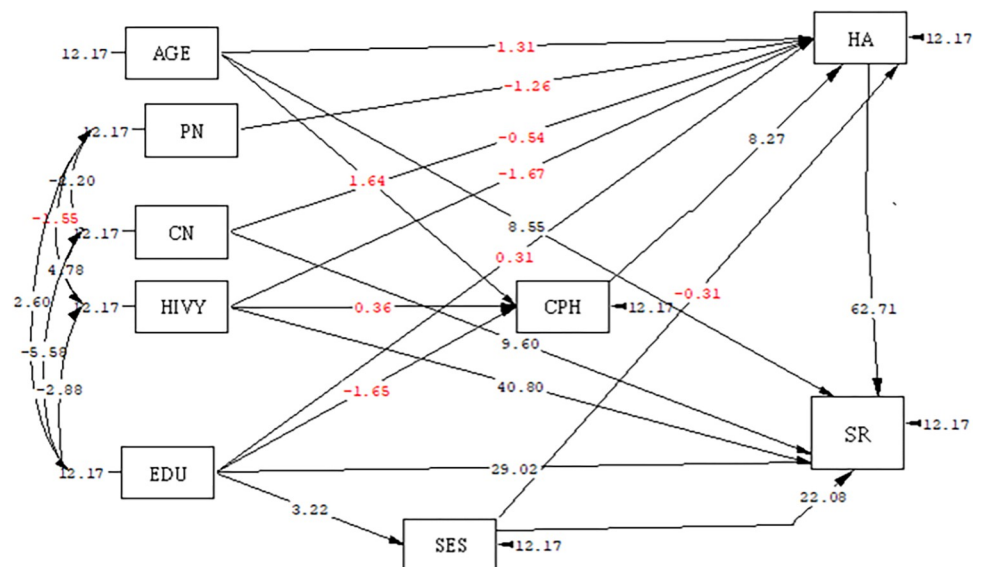 12.17 AGE 1.31 HA 12.17
12.17 PN -1.26
-2.20 1.64 -0.54 8.27
-1.55 12.17 CN -1.67 8.55
4.78 0.31
2.60 12.17 HIVY 0.36 CPH 12.17 -0.31 62.71
-5.58 9.60
-2.88 -1.65 40.80
SR 12.17
12.17 EDU 29.02
3.22 22.08
SES 12.17